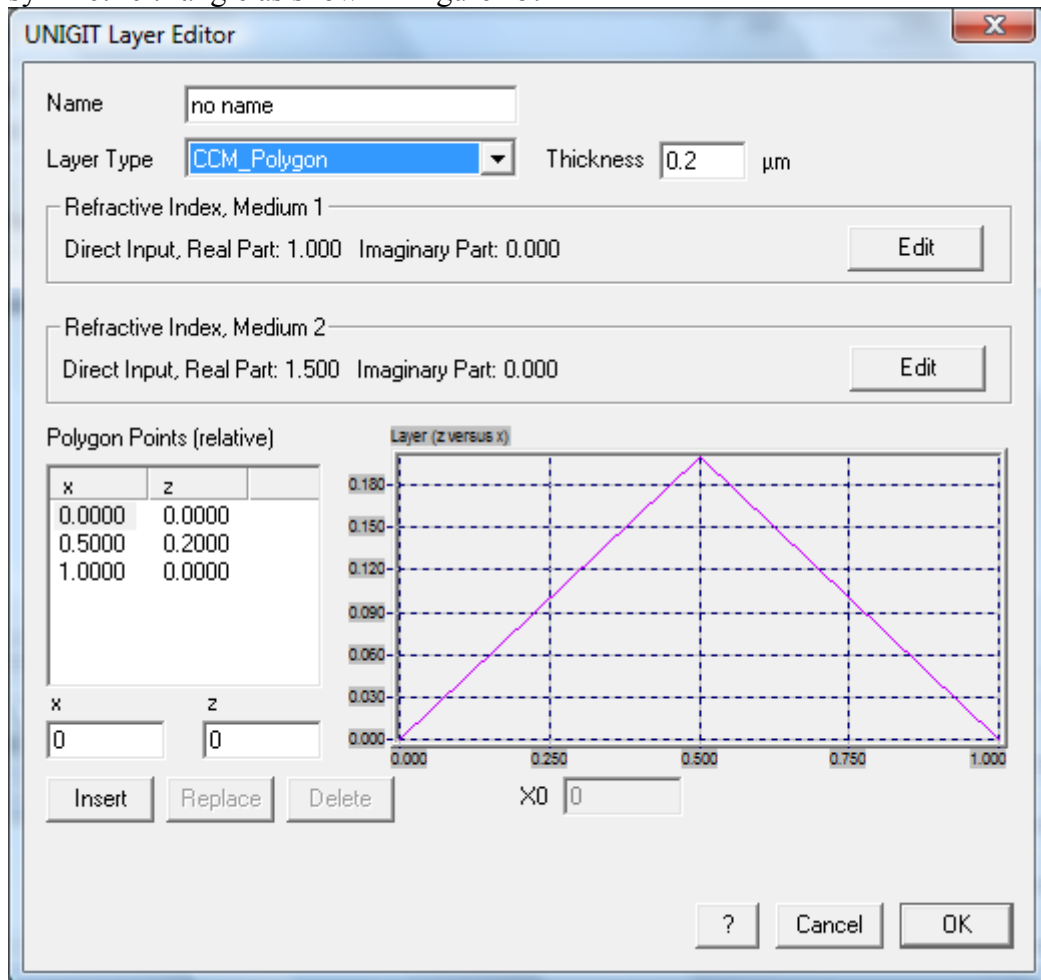 UNIGIT Layer Editor
X
Name no name
Layer Type CCM_Polygon Thickness 0.2 µm
Refractive Index, Medium 1
Direct Input, Real Part: 1.000 Imaginary Part: 0.000 Edit
Refractive Index, Medium 2
Direct Input, Real Part: 1.500 Imaginary Part: 0.000 Edit
Polygon Points (relative)
x z
0.0000 0.0000
0.5000 0.2000
1.0000 0.0000
x z
0 0
Insert Replace Delete
Layer (z versus x)
0.180
0.150
0.120
0.090
0.060
0.030
0.000
0.000 0.250 0.500 0.750 1.000
X0 0
? Cancel OK